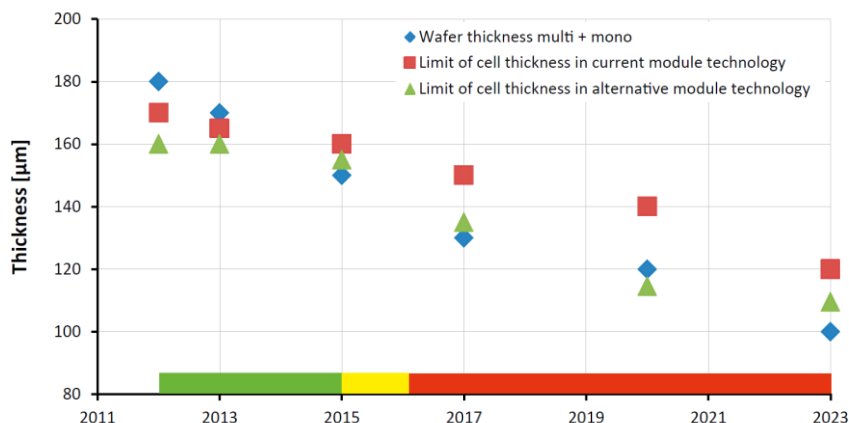 200
Wafer thickness multi + mono
Limit of cell thickness in current module technology
Limit of cell thickness in alternative module technology
180
160
140
120
100
80
Thickness [µm]
2011 2013 2015 2017 2019 2021 2023